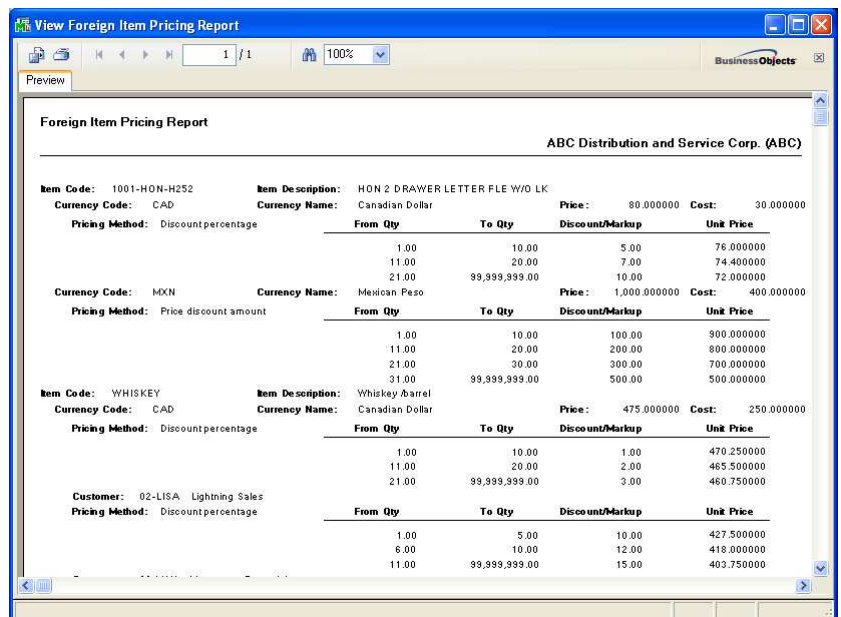 View Foreign Item Pricing Report
1 / 1 100% BusinessObjects
Preview
Foreign Item Pricing Report
ABC Distribution and Service Corp. (ABC)
Item Code: 1001-HON-H252 Item Description: HON 2 DRAWER LETTER FLE W/O LK
Currency Code: CAD Currency Name: Canadian Dollar Price: 80.000000 Cost: 30.000000
Pricing Method: Discount percentage From Qty To Qty Discount/Markup Unit Price
1.00 10.00 5.00 76.000000
11.00 20.00 7.00 74.400000
21.00 99,999,999.00 10.00 72.000000
Currency Code: MXN Currency Name: Mexican Peso Price: 1,000.000000 Cost: 400.000000
Pricing Method: Price discount amount From Qty To Qty Discount/Markup Unit Price
1.00 10.00 100.00 900.000000
11.00 20.00 200.00 800.000000
21.00 30.00 300.00 700.000000
31.00 99,999,999.00 500.00 500.000000
Item Code: WHISKEY Item Description: Whiskey /barrel
Currency Code: CAD Currency Name: Canadian Dollar Price: 475.000000 Cost: 250.000000
Pricing Method: Discount percentage From Qty To Qty Discount/Markup Unit Price
1.00 10.00 1.00 470.250000
11.00 20.00 2.00 465.500000
21.00 99,999,999.00 3.00 460.750000
Customer: 02-LISA Lightning Sales
Pricing Method: Discount percentage From Qty To Qty Discount/Markup Unit Price
1.00 5.00 10.00 427.500000
6.00 10.00 12.00 418.000000
11.00 99,999,999.00 15.00 403.750000